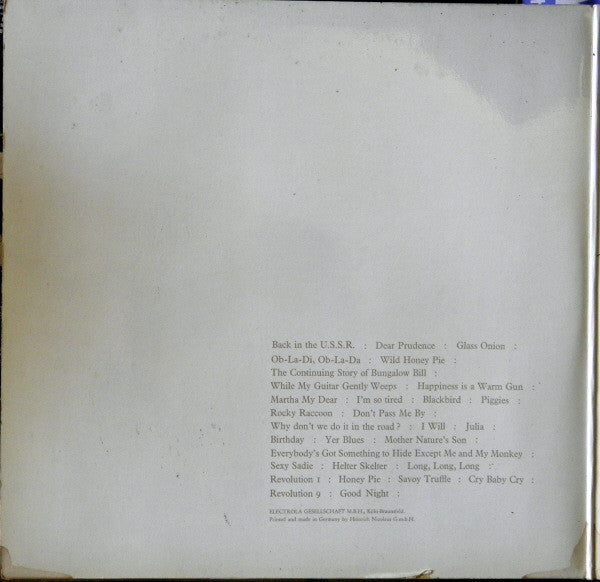 Back in the U.S.S.R. : Dear Prudence : Glass Onion :
Ob-La-Di, Ob-La-Da : Wild Honey Pie :
The Continuing Story of Bungalow Bill :
While My Guitar Gently Weeps : Happiness is a Warm Gun :
Martha My Dear : I'm so tired : Blackbird : Piggies :
Rocky Raccoon : Don't Pass Me By :
Why don't we do it in the road? : I Will : Julia :
Birthday : Yer Blues : Mother Nature's Son :
Everybody's Got Something to Hide Except Me and My Monkey :
Sexy Sadie : Helter Skelter : Long, Long, Long :
Revolution 1 : Honey Pie : Savoy Truffle : Cry Baby Cry :
Revolution 9 : Good Night :
ELECTROLA GESELLSCHAFT M.B.H., Köln-Braunsfeld.
Printed and made in Germany by Heinrich Nicolaus G.m.b.H.